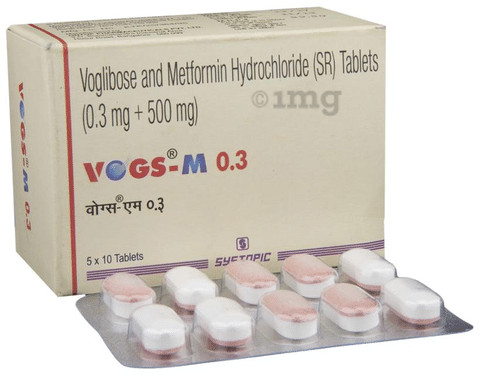 Voglibose and Metformin Hydrochloride (SR) Tablets
(0.3 mg + 500 mg)
© 1mg
VOGS®-M 0.3
वोग्स®-एम ०.३
5 x 10 Tablets
SYSTOPIC
VOGS®-M
0.3